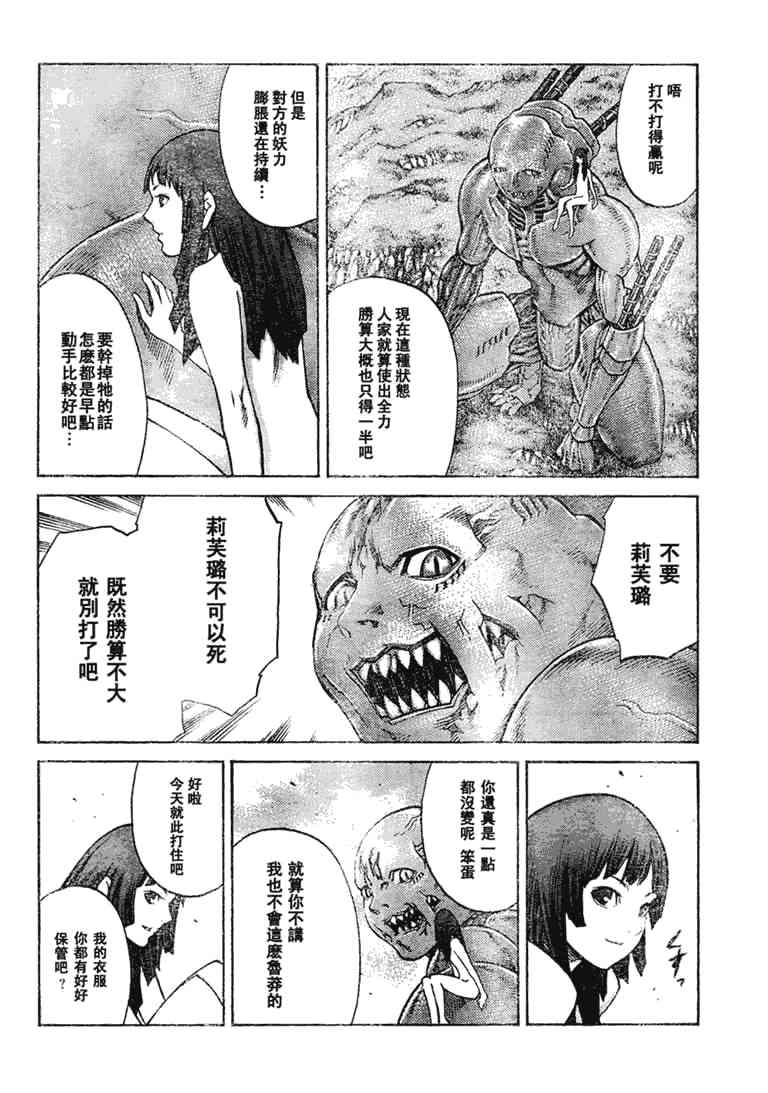 唔
打不打得贏呢
現在這種狀態
人家就算使出全力
勝算大概也只得一半吧
但是
對方的妖力
膨脹還在持續…
要幹掉牠的話
怎麼都是早點
動手比較好吧…
不要
莉芙璐
莉芙璐不可以死
既然勝算不大
就別打了吧
くすっ
你還真是一點
都沒變呢 笨蛋
就算你不講
我也不會這麼魯莽的
好啦
今天就此打住吧
我的衣服
你都有好好
保管吧？